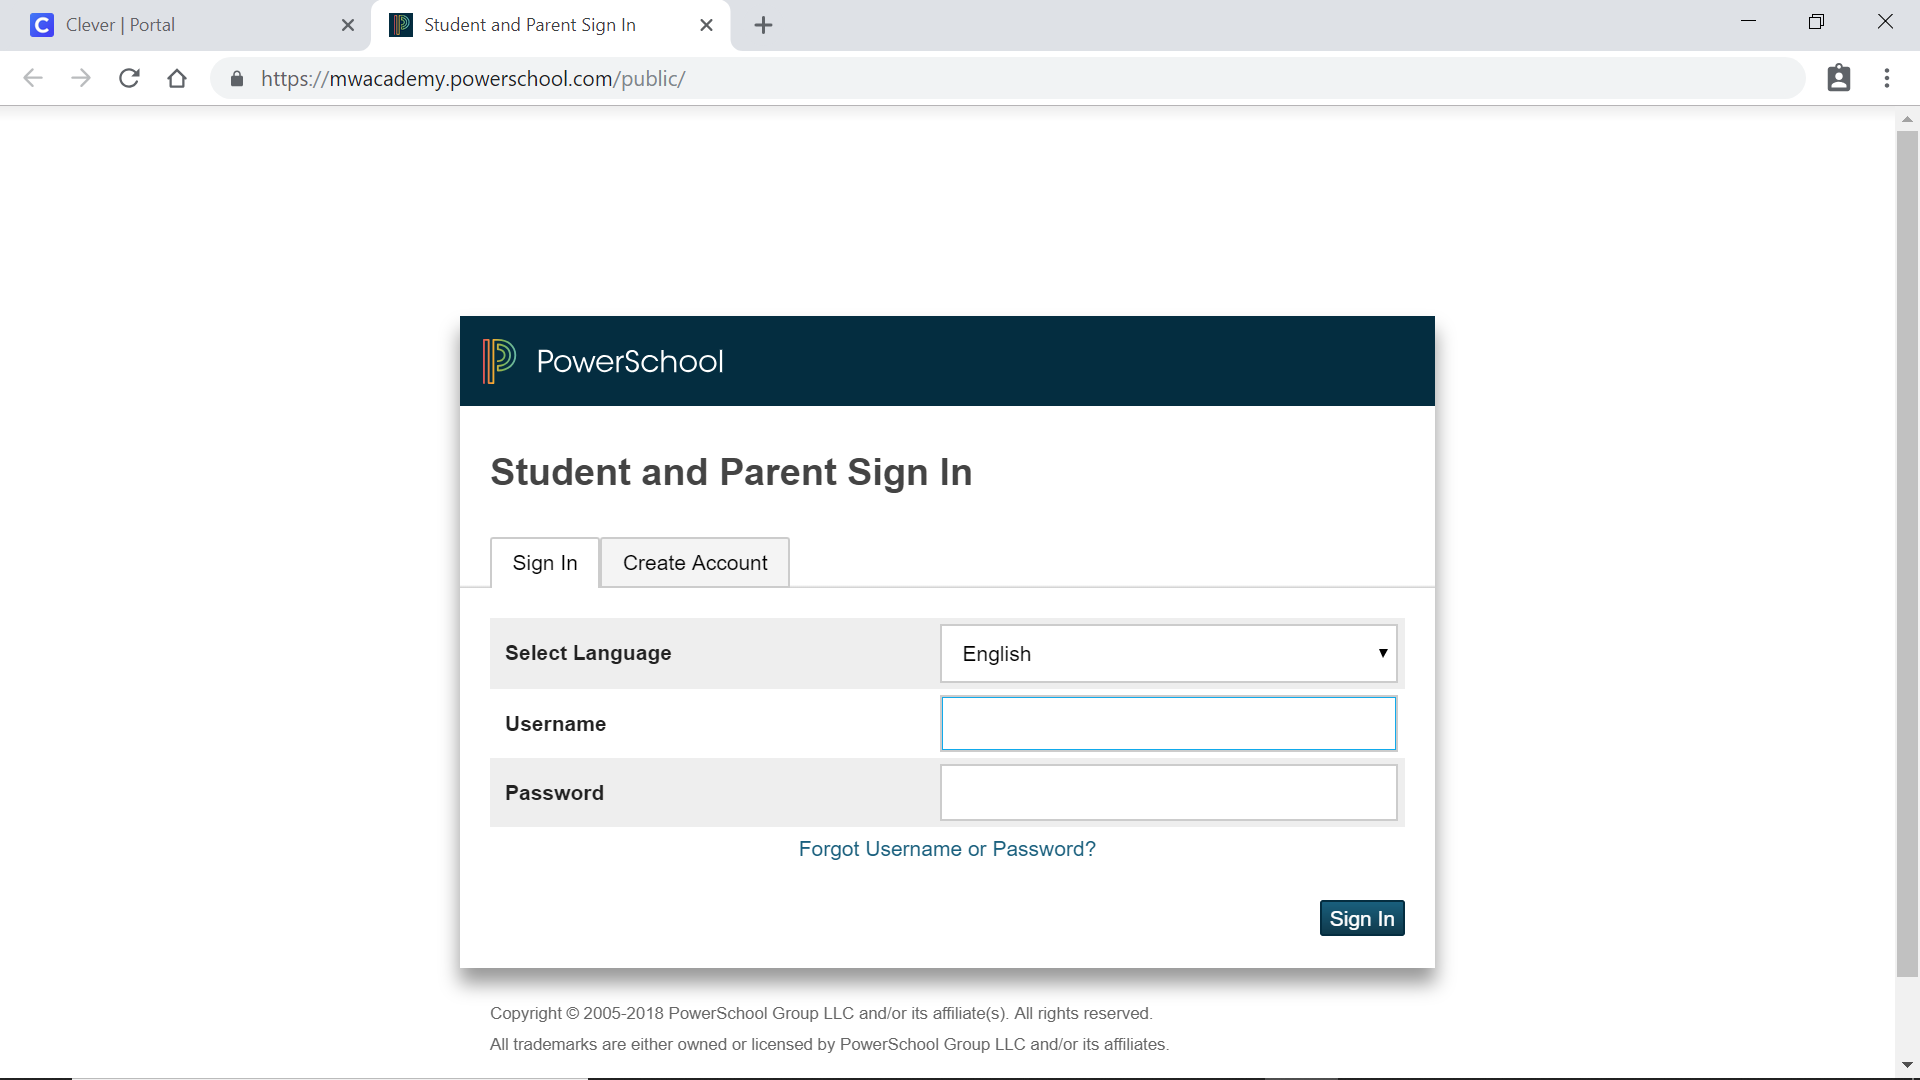 Clever | Portal
Student and Parent Sign In
https://mwacademy.powerschool.com/public/
PowerSchool
Student and Parent Sign In
Sign In
Create Account
Select Language
English
Username
Password
Forgot Username or Password?
Sign In
Copyright © 2005-2018 PowerSchool Group LLC and/or its affiliate(s). All rights reserved.
All trademarks are either owned or licensed by PowerSchool Group LLC and/or its affiliates.